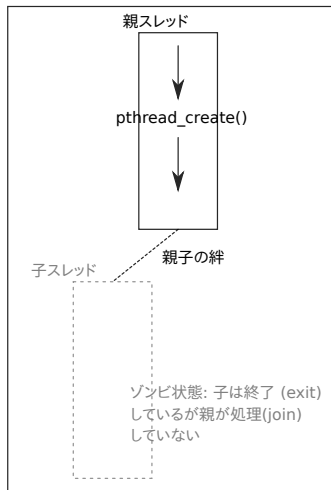 親スレッド
pthread_create()
親子の絆
子スレッド
ゾンビ状態: 子は終了 (exit)
しているが親が処理(join)
していない